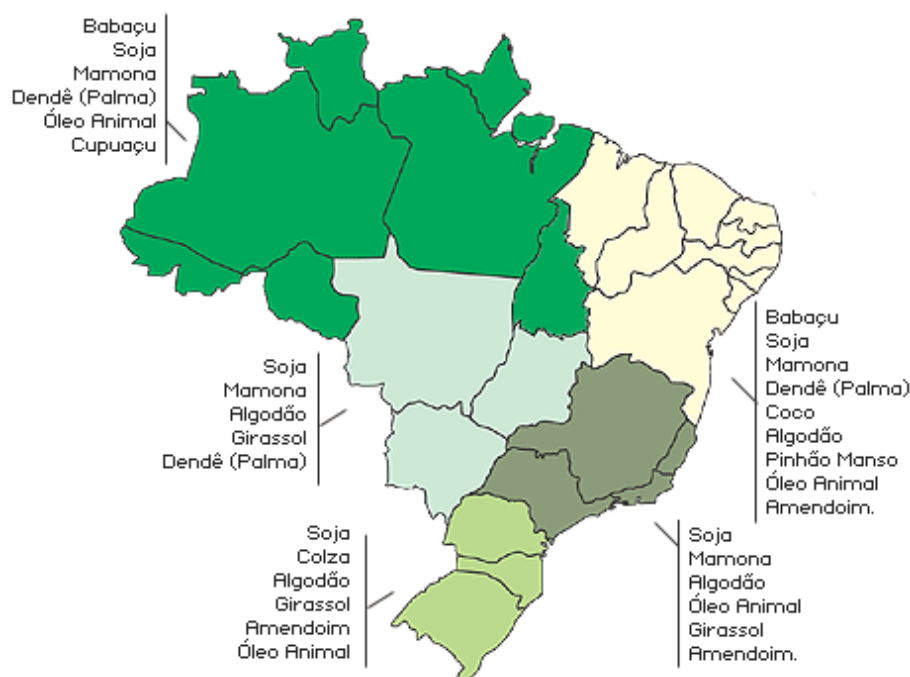 Babaçu
Soja
Mamona
Dendê (Palma)
Óleo Animal
Cupuaçu
Soja
Mamona
Algodão
Girassol
Dendê (Palma)
Babaçu
Soja
Mamona
Dendê (Palma)
Coco
Algodão
Pinhão Manso
Óleo Animal
Amendoim.
Soja
Colza
Algodão
Girassol
Amendoim
Óleo Animal
Soja
Mamona
Algodão
Óleo Animal
Girassol
Amendoim.